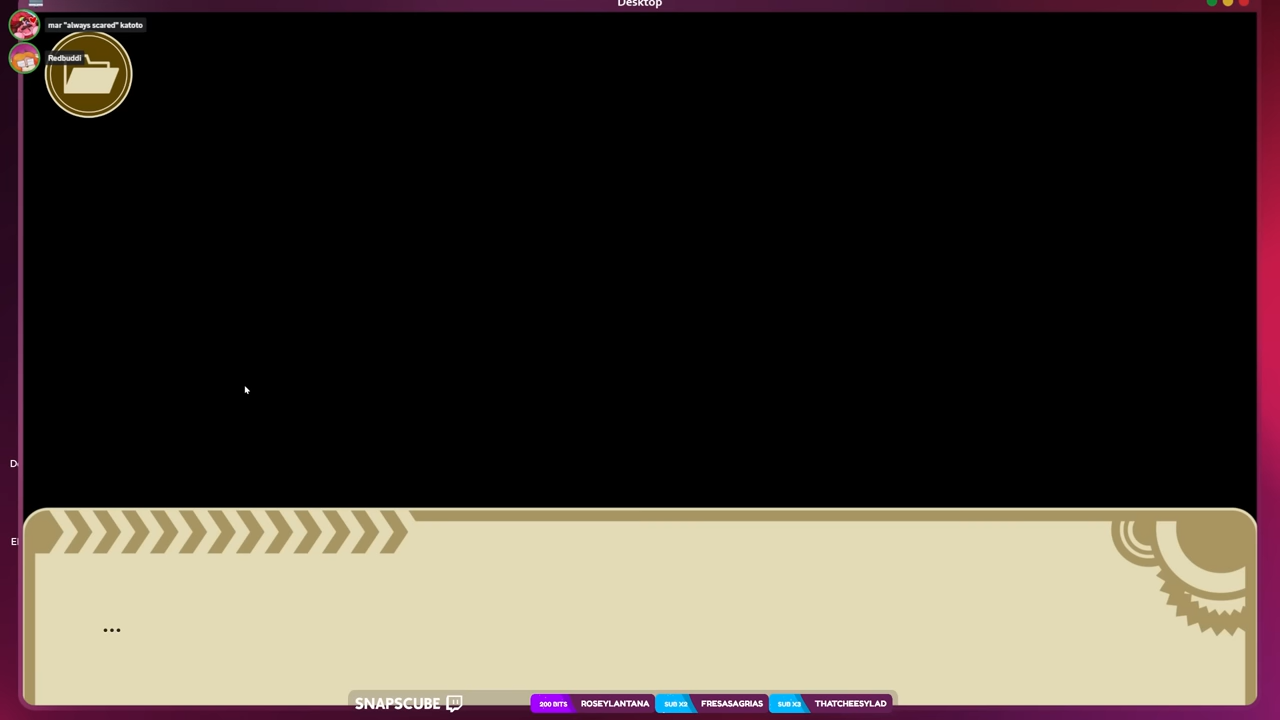 Desktop
mar "always scared" katoto
Redbuddi
...
SNAPSCUBE
200 BITS ROSEYLANTANA SUB X2 FRESASAGRIAS SUB X3 THATCHEESYLAD